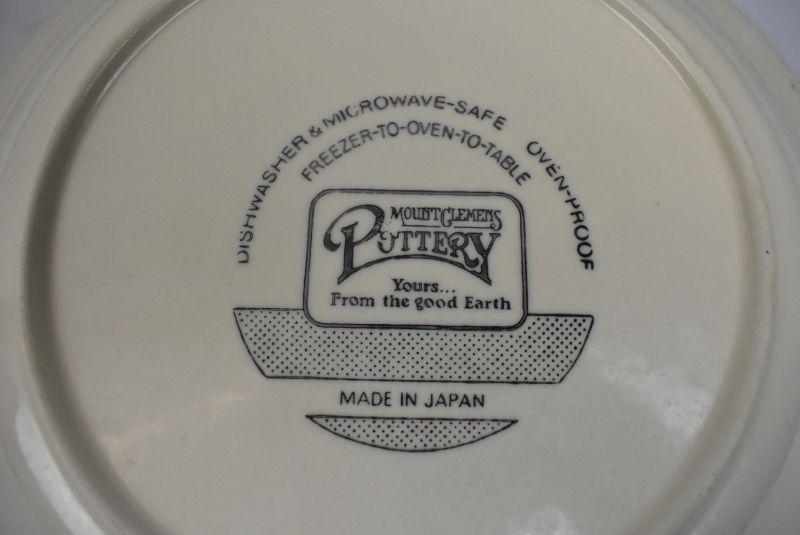 DISHWASHER & MICROWAVE-SAFE OVEN-PROOF
FREEZER-TO-OVEN-TO-TABLE
MOUNT CLEMENS
POTTERY
Yours...
From the good Earth
MADE IN JAPAN